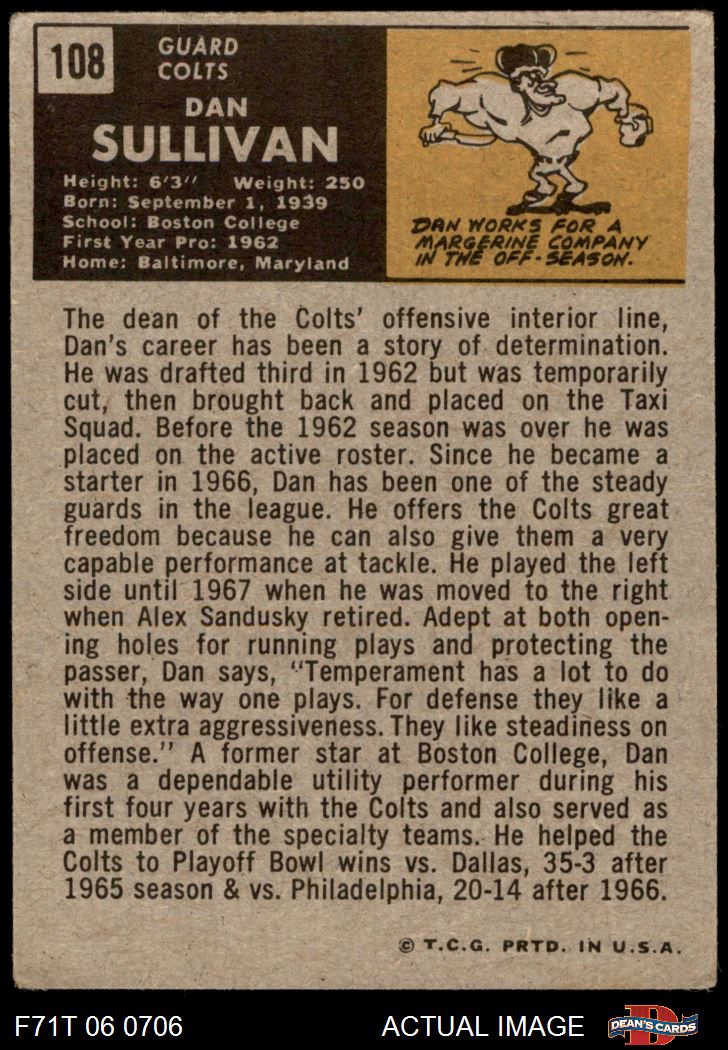 108
GUARD
COLTS
DAN
SULLIVAN
Height: 6'3" Weight: 250
Born: September 1, 1939
School: Boston College
First Year Pro: 1962
Home: Baltimore, Maryland
DAN WORKS FOR A
MARGERINE COMPANY
IN THE OFF-SEASON.
The dean of the Colts' offensive interior line,
Dan's career has been a story of determination.
He was drafted third in 1962 but was temporarily
cut, then brought back and placed on the Taxi
Squad. Before the 1962 season was over he was
placed on the active roster. Since he became a
starter in 1966, Dan has been one of the steady
guards in the league. He offers the Colts great
freedom because he can also give them a very
capable performance at tackle. He played the left
side until 1967 when he was moved to the right
when Alex Sandusky retired. Adept at both open-
ing holes for running plays and protecting the
passer, Dan says, "Temperament has a lot to do
with the way one plays. For defense they like a
little extra aggressiveness. They like steadiness on
offense." A former star at Boston College, Dan
was a dependable utility performer during his
first four years with the Colts and also served as
a member of the specialty teams. He helped the
Colts to Playoff Bowl wins vs. Dallas, 35-3 after
1965 season & vs. Philadelphia, 20-14 after 1966.
© T.C.G. PRTD. IN U.S.A.
F71T 06 0706
ACTUAL IMAGE
D
DEAN'S CARDS